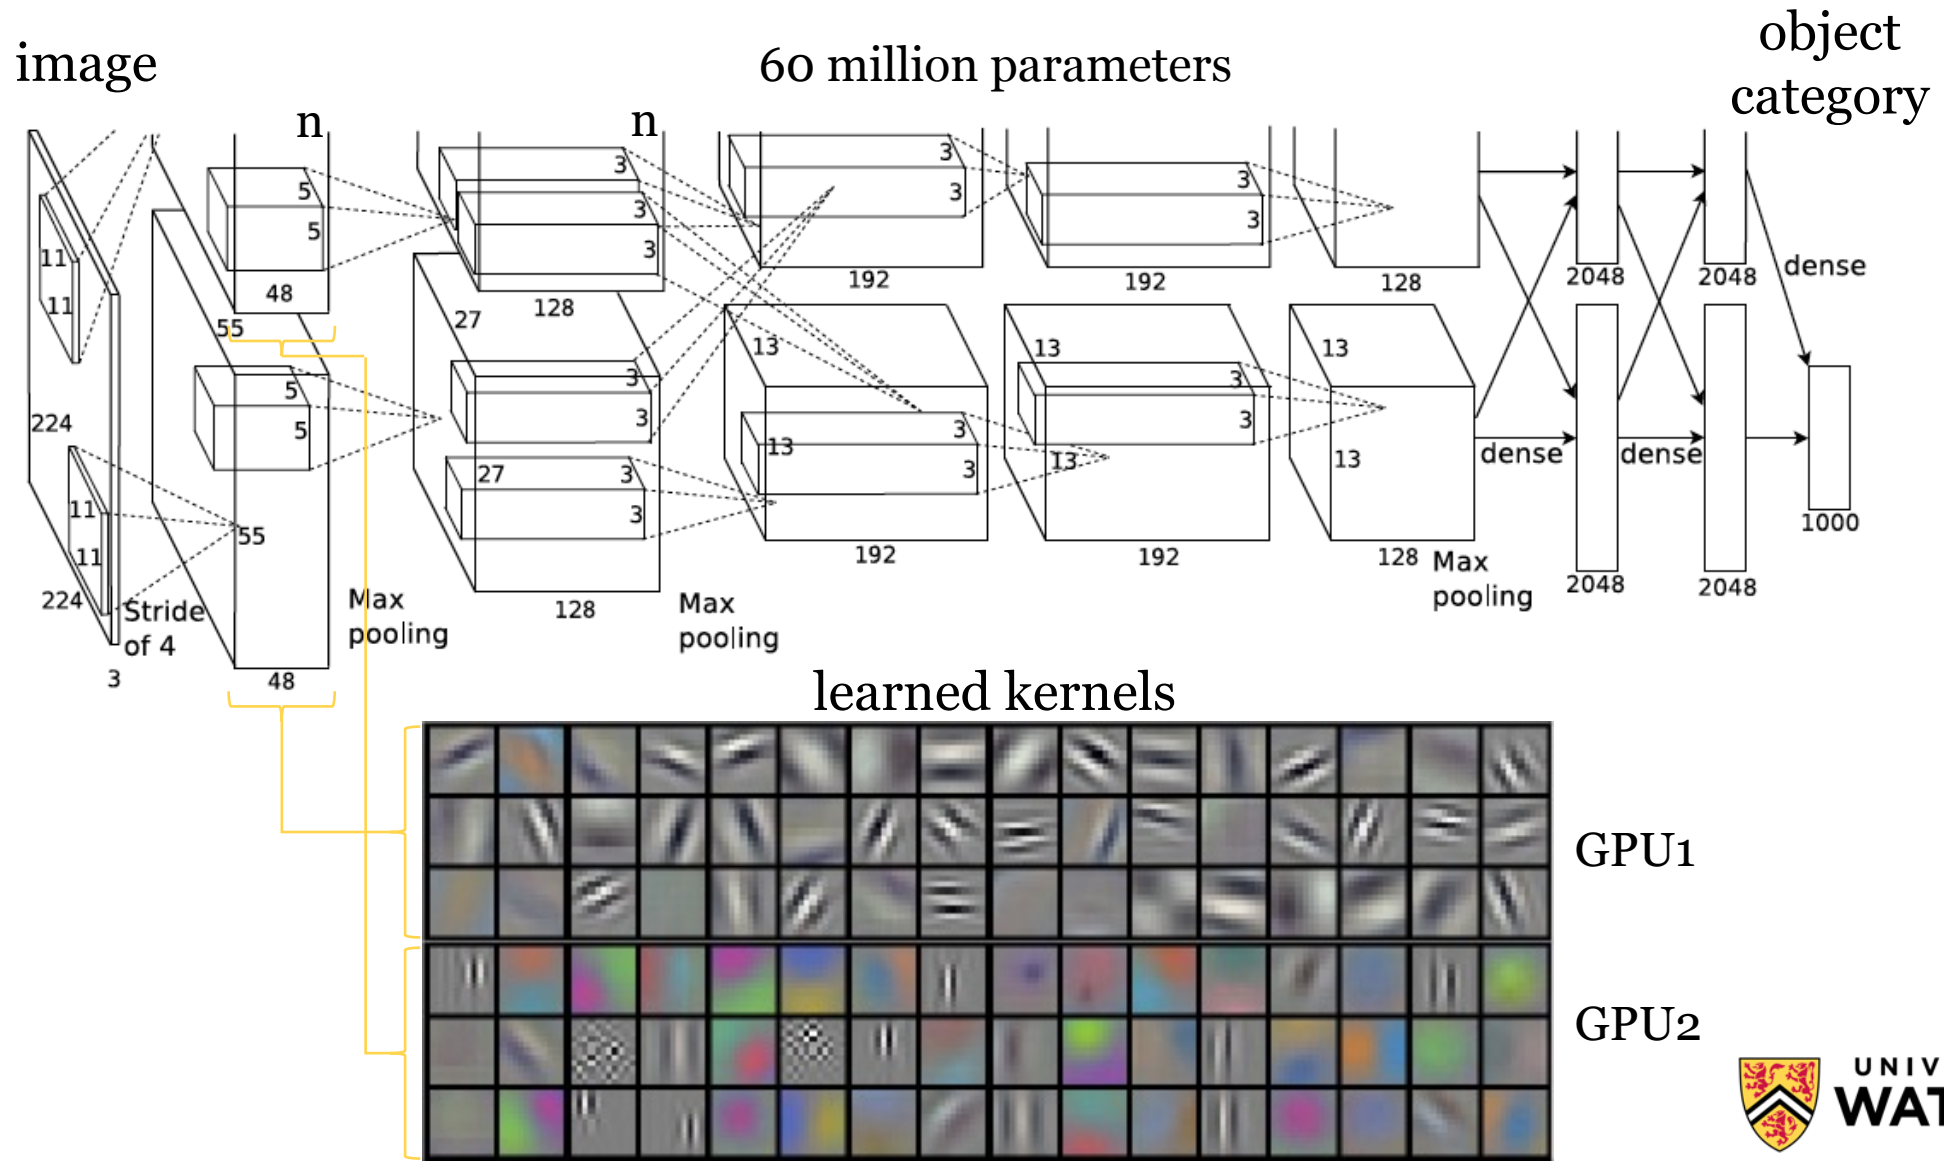 image
60 million parameters
object
category
n
n
5
5
48
55
11
11
224
11
11
224
3
Stride
of 4
5
5
55
48
Max
pooling
3
3
3
3
128
27
3
3
27
3
3
128
Max
pooling
3
3
192
13
13
3
3
192
3
3
192
13
3
3
13
192
128
13
13
128
Max
pooling
2048
2048
dense
dense
dense
2048
2048
1000
learned kernels
GPU1
GPU2
UNIV
WAT